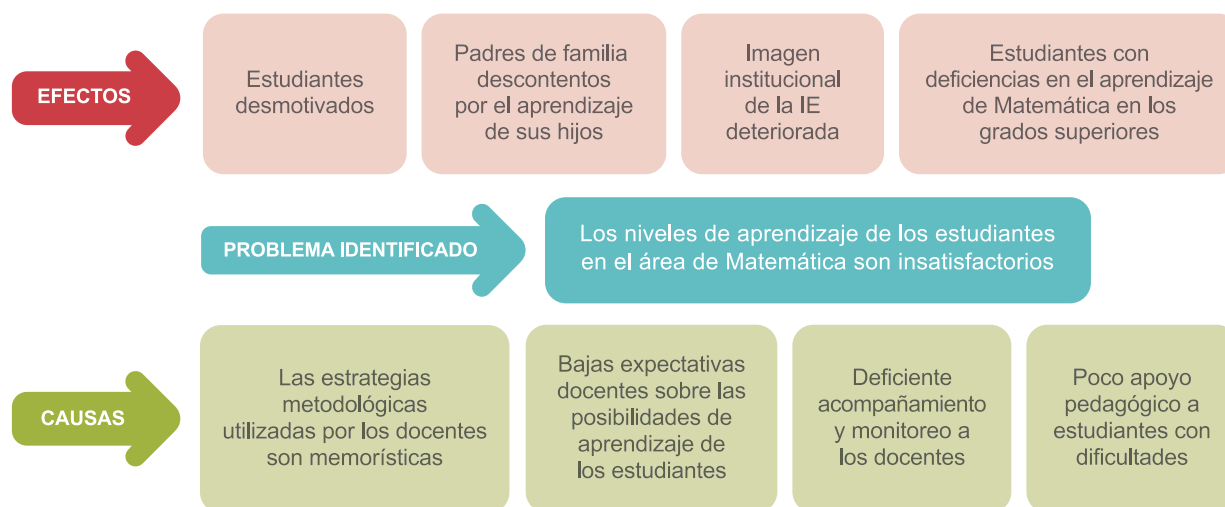 EFECTOS
Estudiantes
desmotivados
Padres de familia
descontentos
por el aprendizaje
de sus hijos
Imagen
institucional
de la IE
deteriorada
Estudiantes con
deficiencias en el aprendizaje
de Matemática en los
grados superiores
PROBLEMA IDENTIFICADO
Los niveles de aprendizaje de los estudiantes
en el área de Matemática son insatisfactorios
CAUSAS
Las estrategias
metodológicas
utilizadas por los docentes
son memorísticas
Bajas expectativas
docentes sobre las
posibilidades de
aprendizaje de
los estudiantes
Deficiente
acompañamiento
y monitoreo a
los docentes
Poco apoyo
pedagógico a
estudiantes con
dificultades